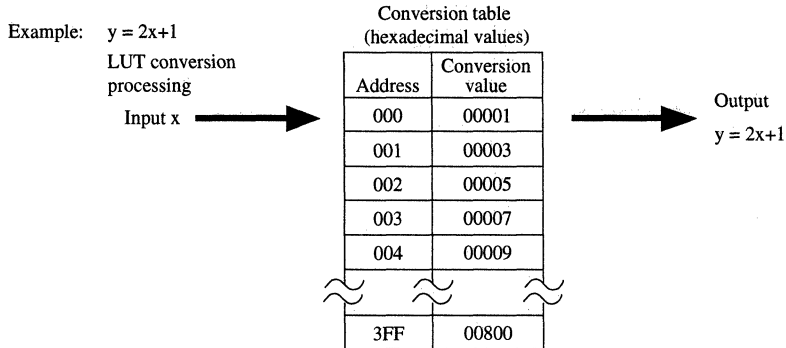 Example: y = 2x+1
LUT conversion
processing
Input x
Conversion table
(hexadecimal values)
Address Conversion value
000 00001
001 00003
002 00005
003 00007
004 00009
3FF 00800
Output
y = 2x+1